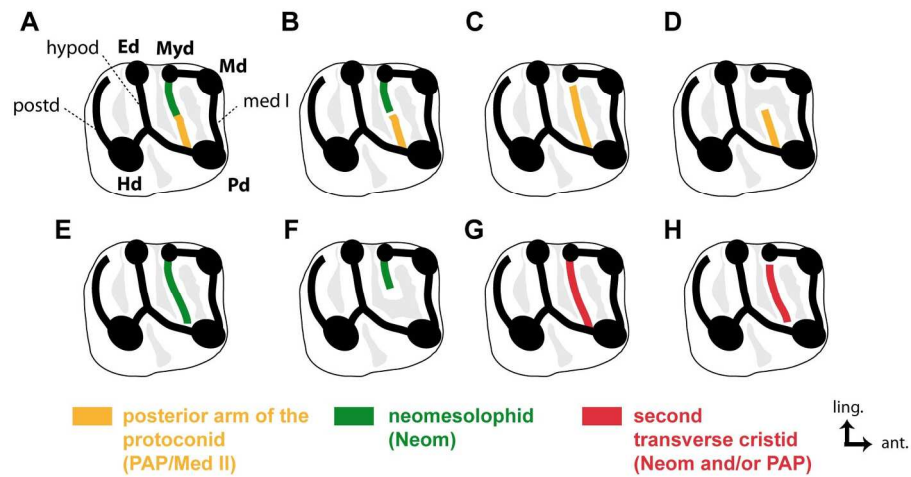 A
B
C
D
hypod
Ed
Myd
Md
postd
med I
Hd
Pd
E
F
G
H
posterior arm of the
protoconid
(PAP/Med II)
neomesolophid
(Neom)
second
transverse cristid
(Neom and/or PAP)
ling.
ant.